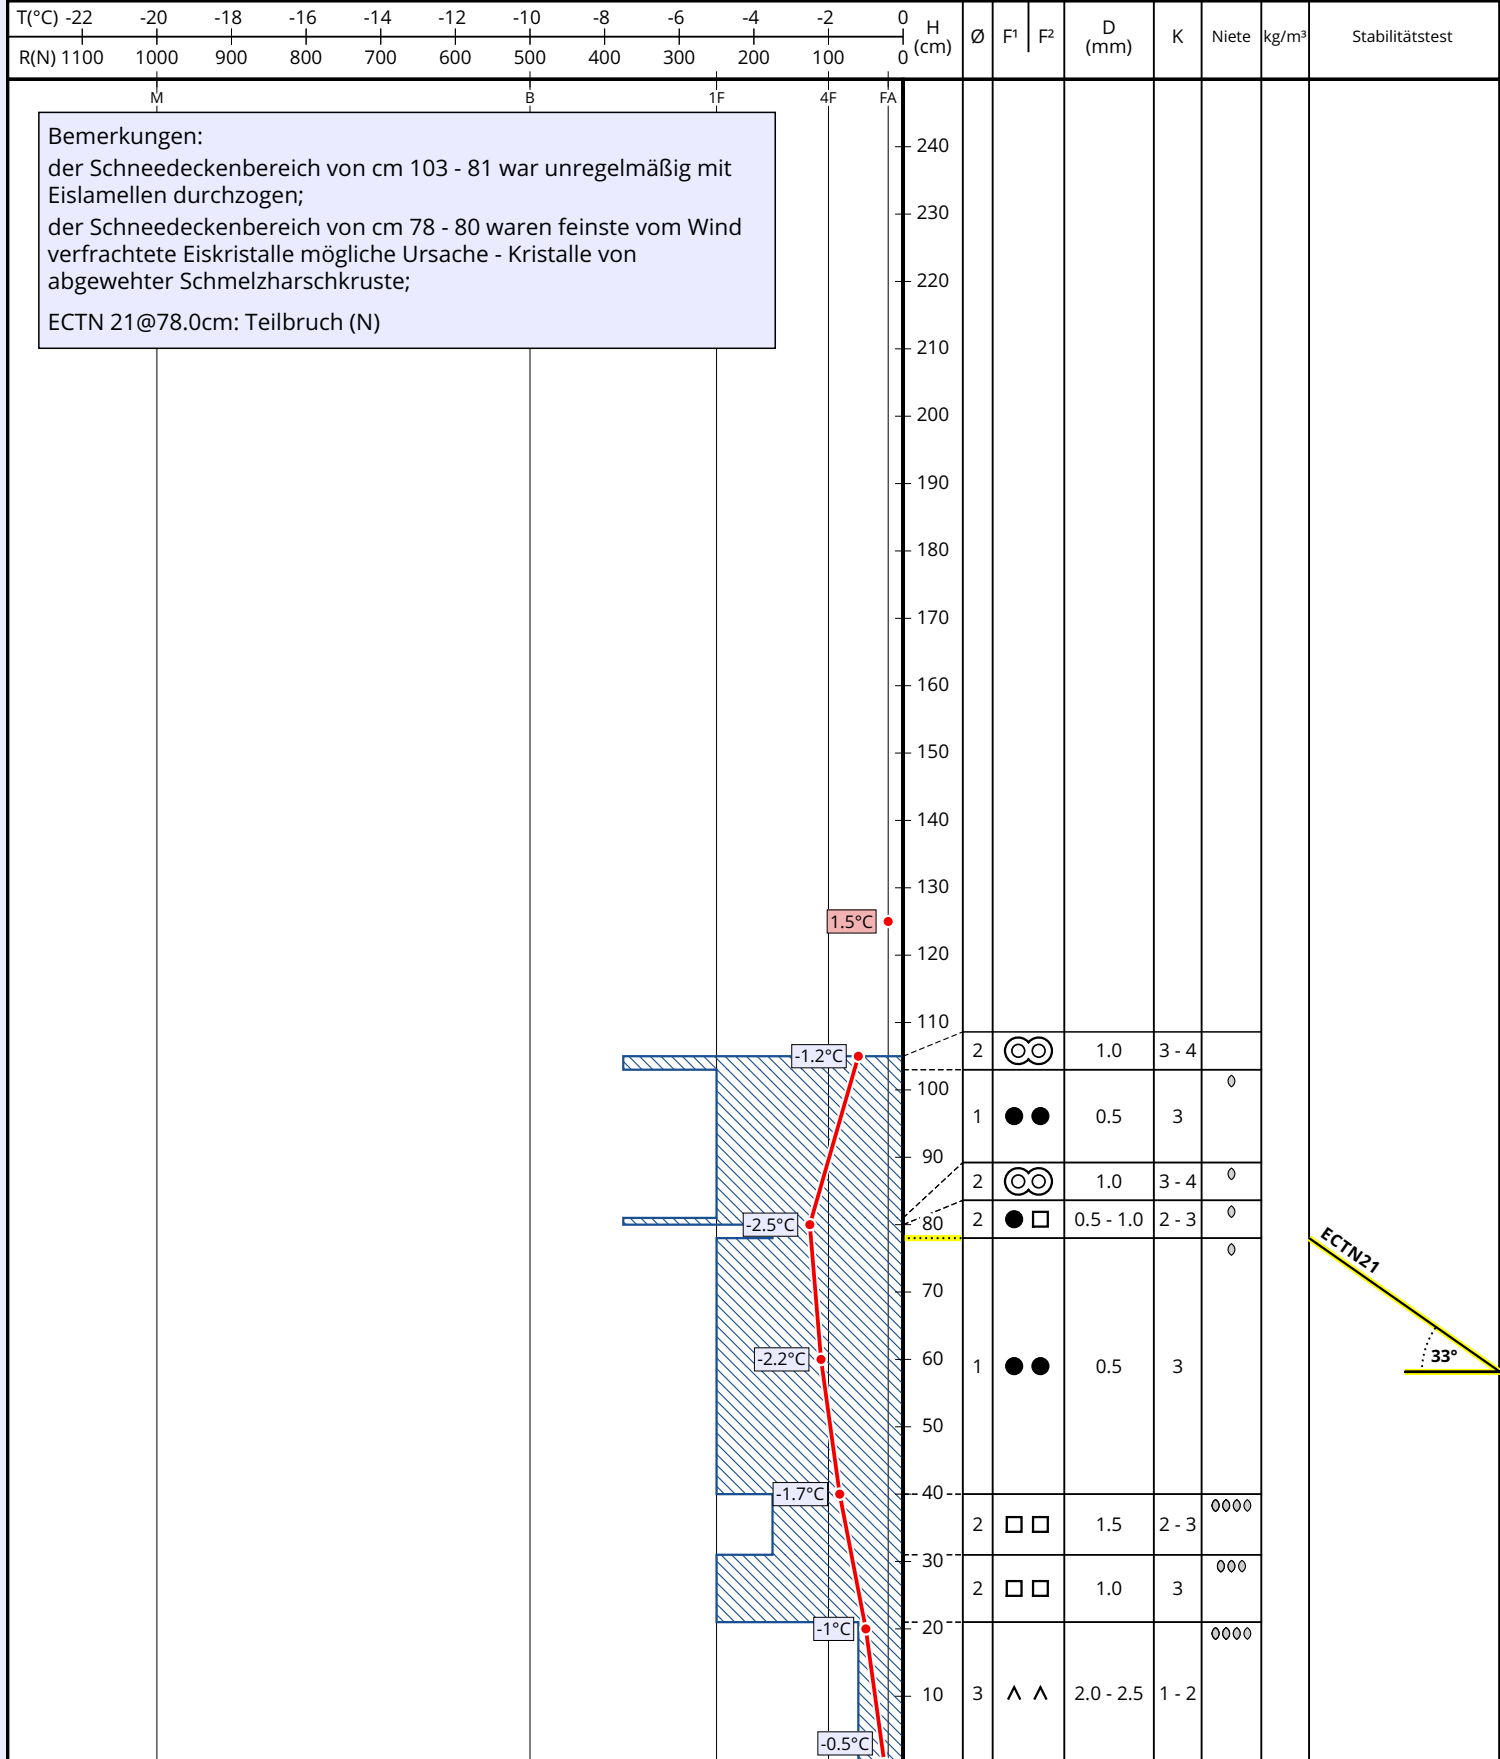 T(°C) -22 -20 -18 -16 -14 -12 -10 -8 -6 -4 -2 0
R(N) 1100 1000 900 800 700 600 500 400 300 200 100 0
H (cm) Ø F¹ F² D (mm) K Niete kg/m³ Stabilitätstest
M B 1F 4F FA
Bemerkungen:
der Schneedeckenbereich von cm 103 - 81 war unregelmäßig mit
Eislamellen durchzogen;
der Schneedeckenbereich von cm 78 - 80 waren feinste vom Wind
verfrachtete Eiskristalle mögliche Ursache - Kristalle von
abgewehter Schmelzharschkruste;
ECTN 21@78.0cm: Teilbruch (N)
240
230
220
210
200
190
180
170
160
150
140
130
1.5°C
120
110
-1.2°C
2 1.0 3 - 4
100
1 0.5 3
90
2 1.0 3 - 4
-2.5°C 80
2 0.5 - 1.0 2 - 3
ECTN21
70
33°
-2.2°C 60
1 0.5 3
50
-1.7°C 40
2 1.5 2 - 3
30
2 1.0 3
-1°C 20
10
3 2.0 - 2.5 1 - 2
-0.5°C